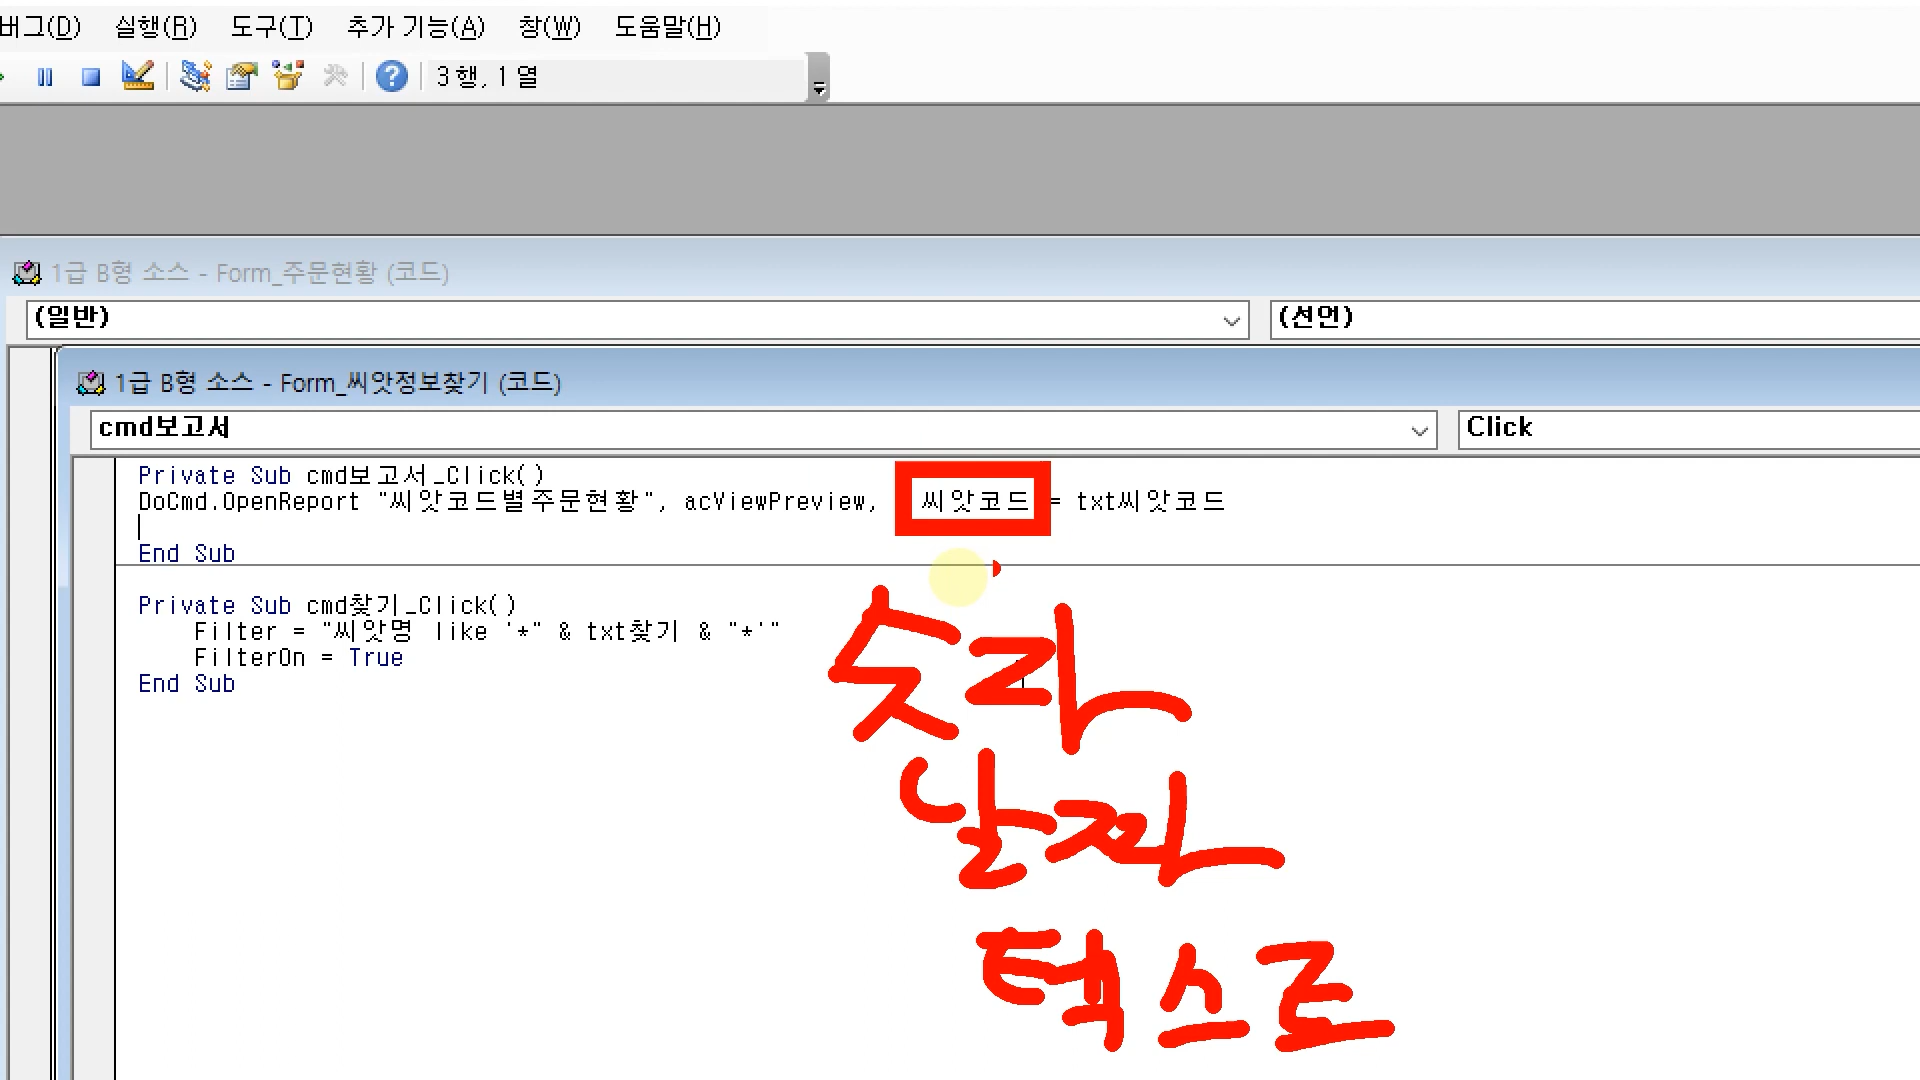 버그(D) 실행(R) 도구(T) 추가 기능(A) 창(W) 도움말(H)
3 행, 1 열
1급 B형 소스 - Form_주문현황 (코드)
(일반) (선언)
1급 B형 소스 - Form_씨앗정보찾기 (코드)
cmd보고서 Click
Private Sub cmd보고서_Click()
DoCmd.OpenReport "씨앗코드별주문현황", acViewPreview, 씨앗코드 = txt씨앗코드
End Sub
Private Sub cmd찾기_Click()
Filter = "씨앗명 like '*" & txt찾기 & "*'"
FilterOn = True
End Sub
숫자
날짜
텍스트